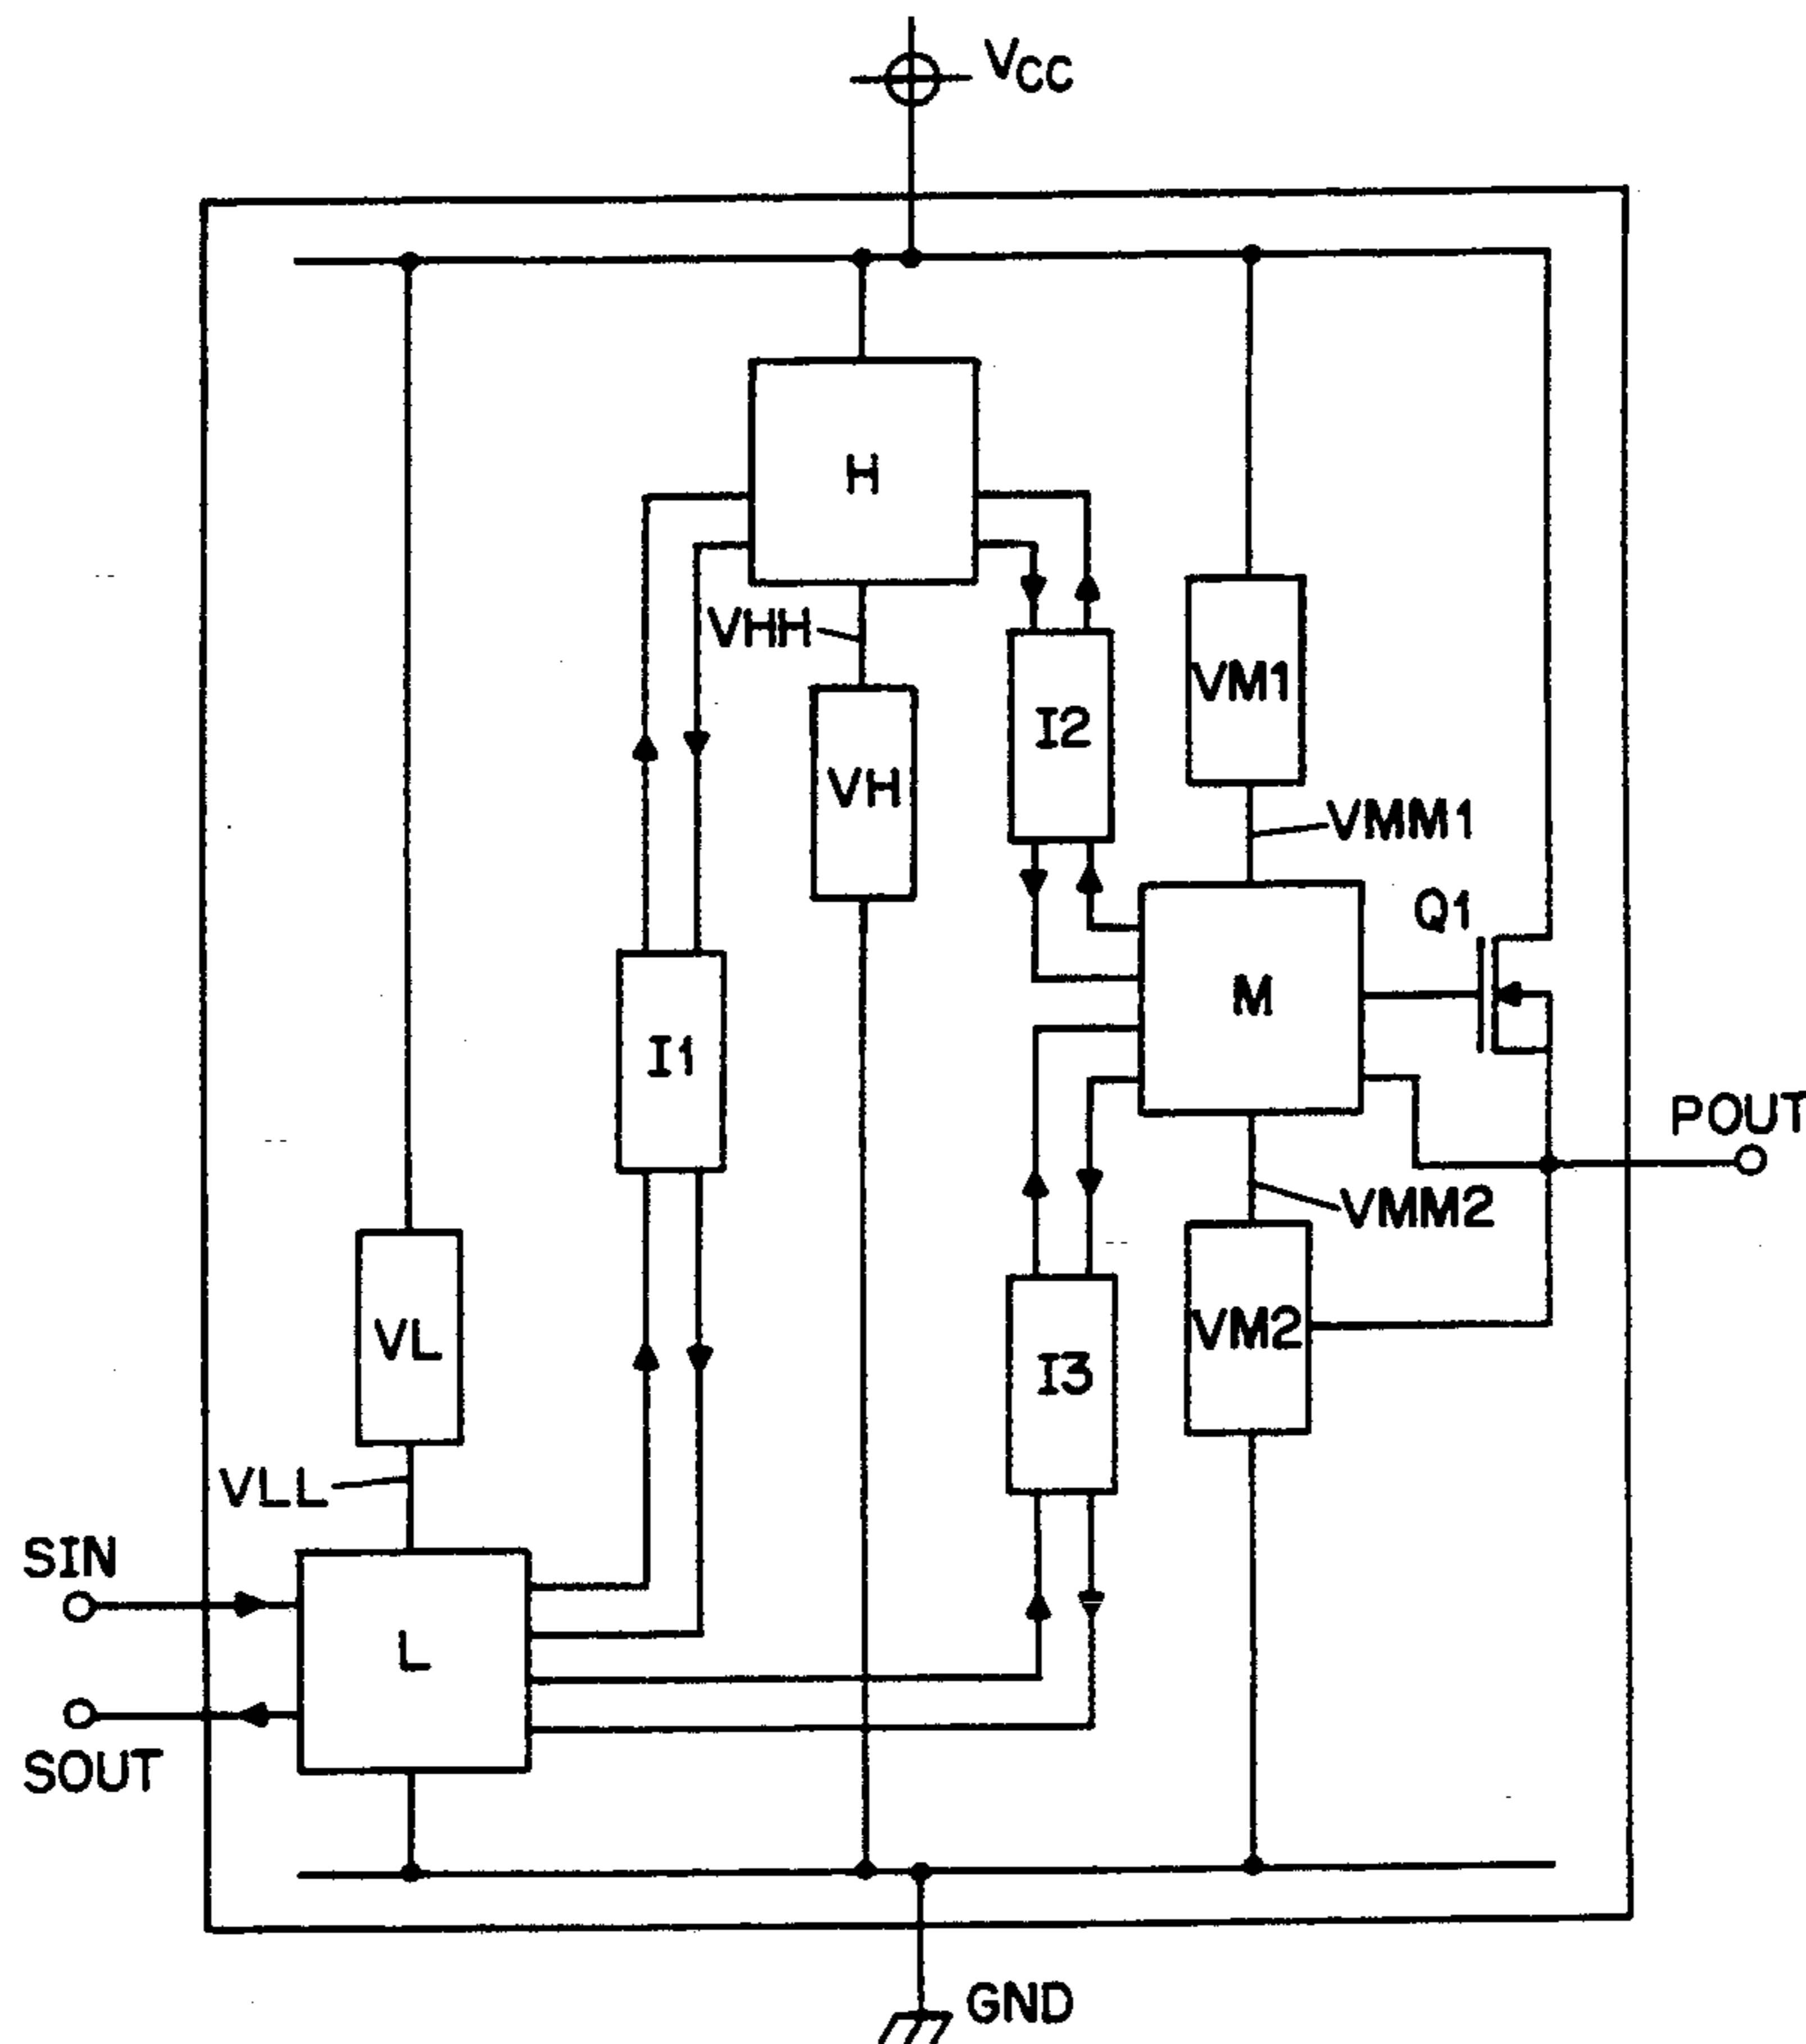 VCC
H
VHH
VM1
I2
VH
VMM1
Q1
M
I1
POUT
VMM2
VM2
VL
I3
VLL
SIN
L
SOUT
GND